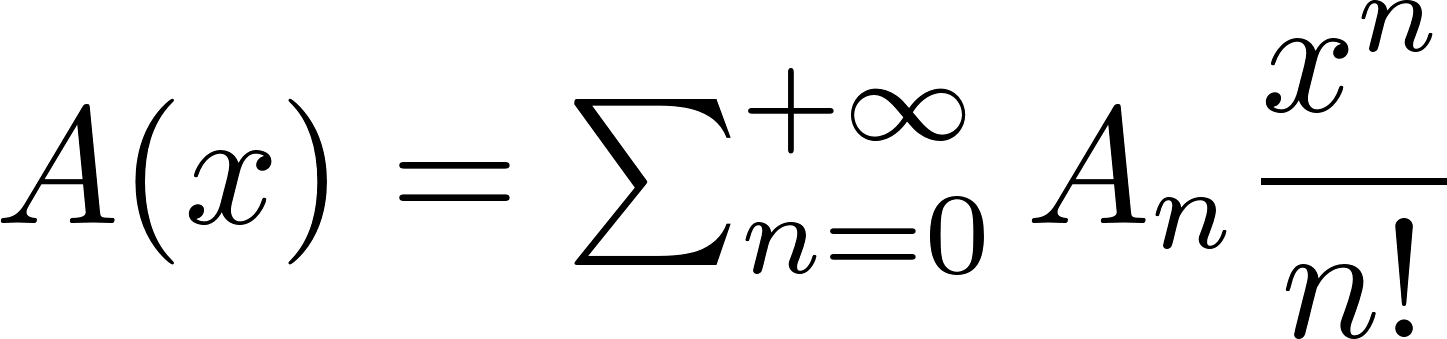 A(x) = \sum_{n=0}^{+\infty} A_n \frac{x^n}{n!}